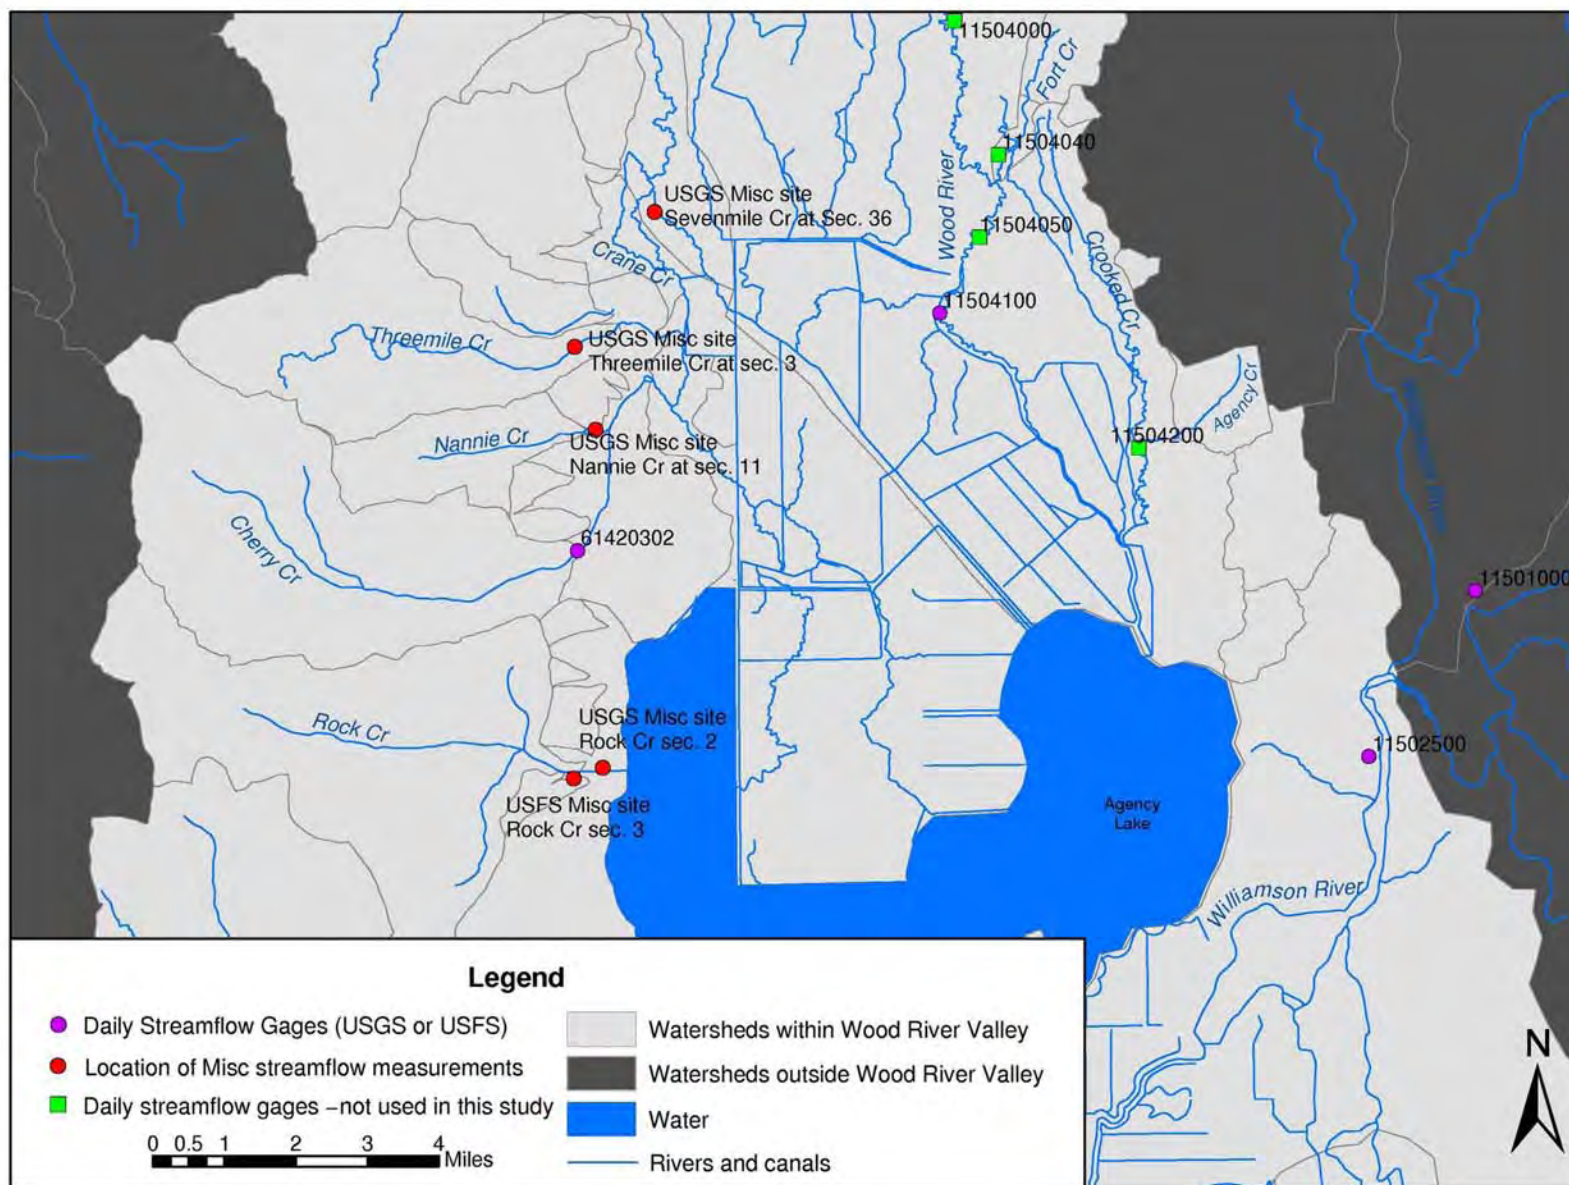 11504000
Fort Cr
11504040
Wood River
USGS Misc site
Sevenmile Cr at Sec. 36
11504050
Crane Cr
Crooked Cr
11504100
Threemile Cr
USGS Misc site
Threemile Cr at sec. 3
Agency Cr
Nannie Cr
USGS Misc site
Nannie Cr at sec. 11
11504200
Cherry Cr
61420302
11501000
Rock Cr
USGS Misc site
Rock Cr sec. 2
11502500
USFS Misc site
Rock Cr sec. 3
Agency
Lake
Williamson River
Legend
Daily Streamflow Gages (USGS or USFS)
Location of Misc streamflow measurements
Daily streamflow gages –not used in this study
0 0.5 1 2 3 4
Miles
Watersheds within Wood River Valley
Watersheds outside Wood River Valley
Water
Rivers and canals
N